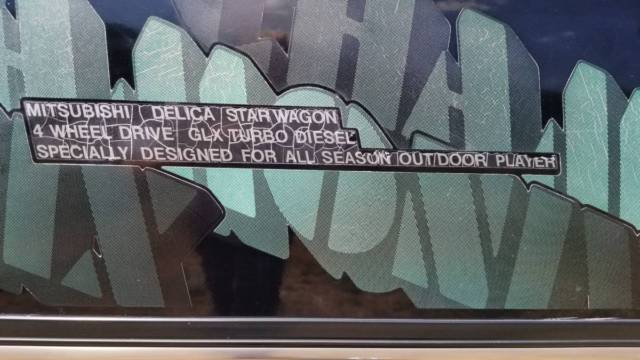 MITSUBISHI DELICA STAR WAGON
4 WHEEL DRIVE GLX TURBO DIESEL
SPECIALLY DESIGNED FOR ALL SEASON OUTDOOR PLAYER